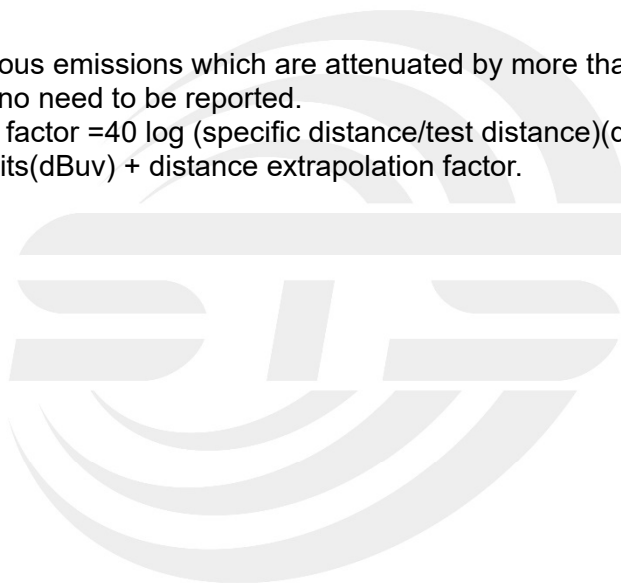 ous emissions which are attenuated by more tha
no need to be reported.
factor =40 log (specific distance/test distance)(d
its(dBuv) + distance extrapolation factor.
STS